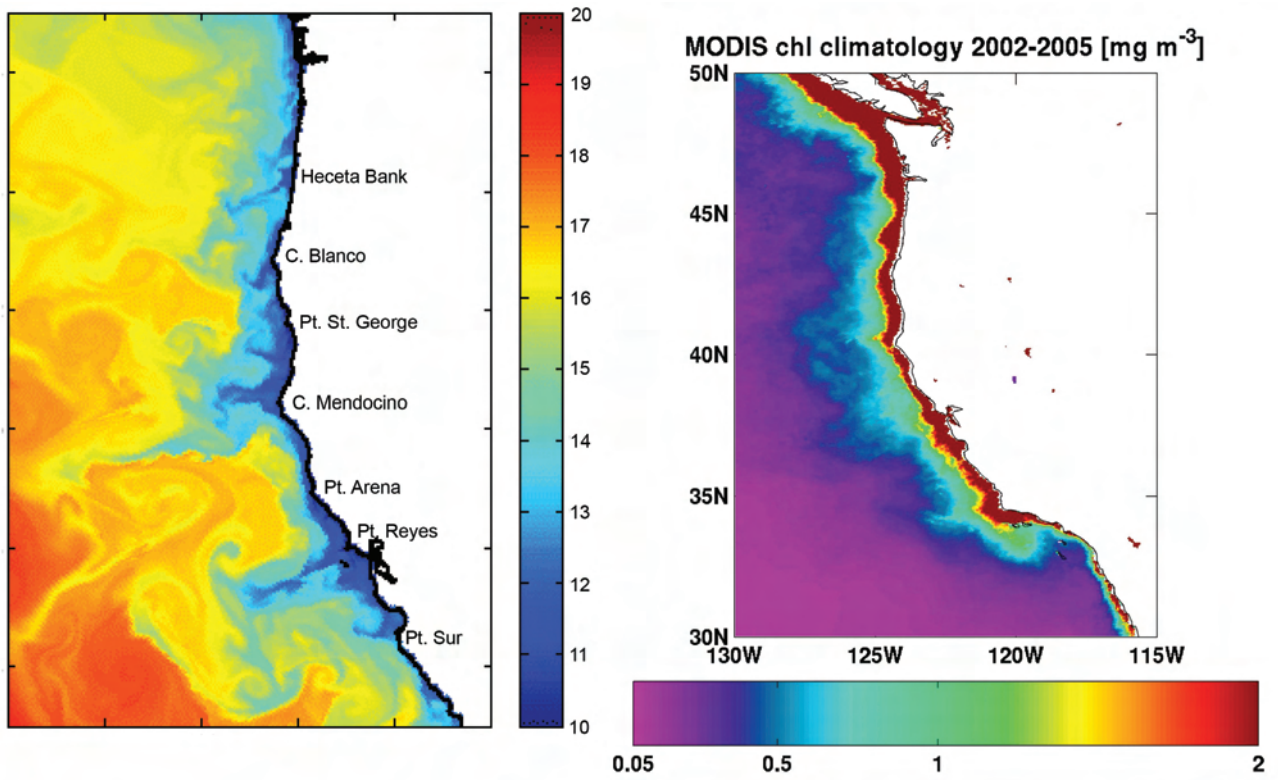 20
19
18
17
16
15
14
13
12
11
10
Heceta Bank
C. Blanco
Pt. St. George
C. Mendocino
Pt. Arena
Pt. Reyes
Pt. Sur
MODIS chl climatology 2002-2005 [mg m-3]
50N
45N
40N
35N
30N
130W 125W 120W 115W
0.05 0.5 1 2